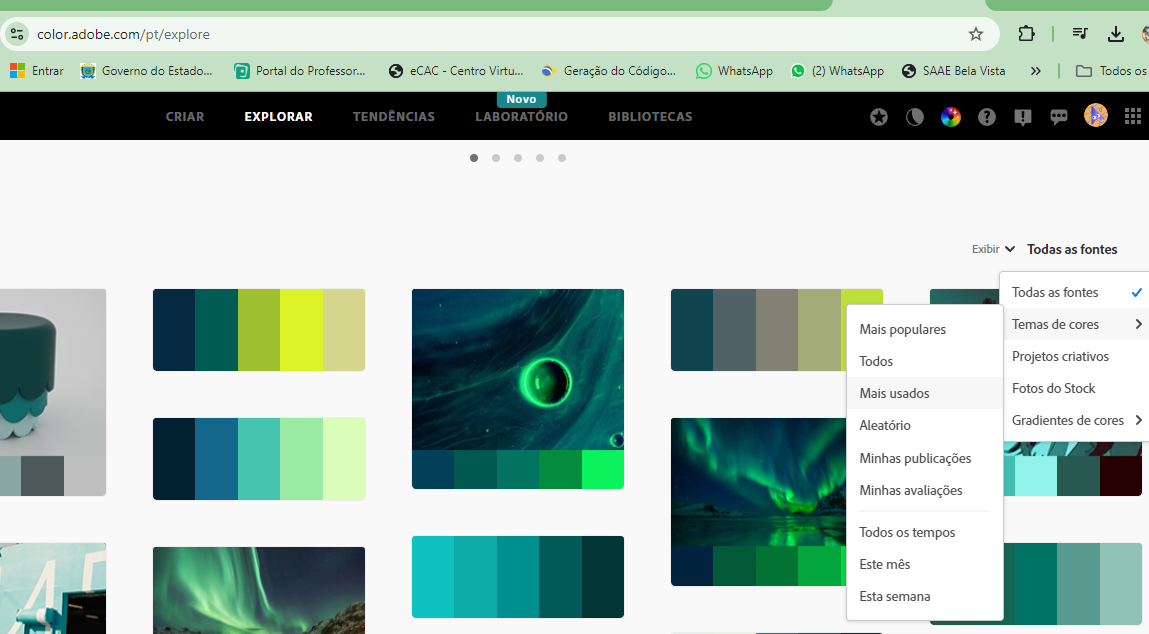 color.adobe.com/pt/explore
Entrar
Governo do Estado...
Portal do Professor...
eCAC - Centro Virtu...
Geração do Código...
WhatsApp
(2) WhatsApp
SAAE Bela Vista
Todos os
Novo
CRIAR
EXPLORAR
TENDÊNCIAS
LABORATÓRIO
BIBLIOTECAS
Exibir
Todas as fontes
Todas as fontes
Temas de cores
Projetos criativos
Fotos do Stock
Gradientes de cores
Mais populares
Todos
Mais usados
Aleatório
Minhas publicações
Minhas avaliações
Todos os tempos
Este mês
Esta semana